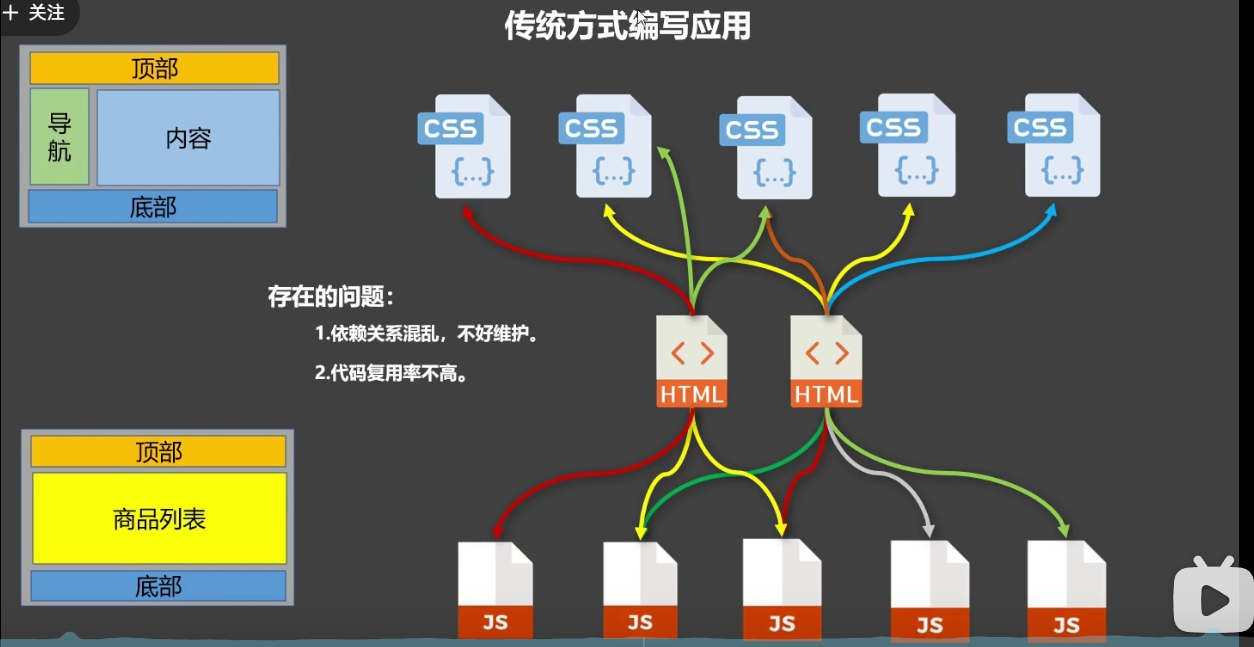 + 关注
传统方式编写应用
顶部
导航
内容
底部
CSS
{...}
CSS
{...}
CSS
{...}
CSS
{...}
CSS
{...}
存在的问题：
1.依赖关系混乱，不好维护。
2.代码复用率不高。
< >
HTML
< >
HTML
顶部
商品列表
底部
JS
JS
JS
JS
JS